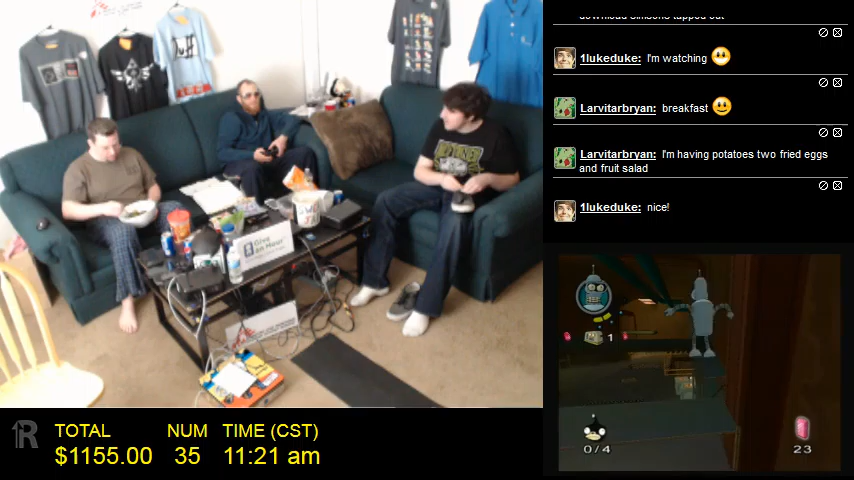 download Simsons tapped out
1lukeduke: I'm watching
Larvitarbryan: breakfast
Larvitarbryan: I'm having potatoes two fried eggs
and fruit salad
1lukeduke: nice!
Give
an Hour
1
0/4
23
TOTAL NUM TIME (CST)
$1155.00 35 11:21 am